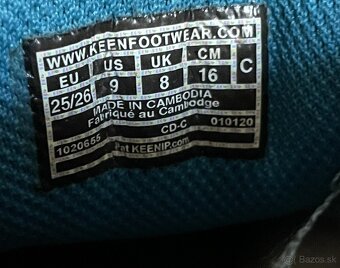 WWW.KEENFOOTWEAR.COM
EU US UK CM C
25/26 9 8 16
MADE IN CAMBODIA
Fabriqué au Cambodge
CD-C 010120
1020655 Pat KEENIP.com
Bazos.sk